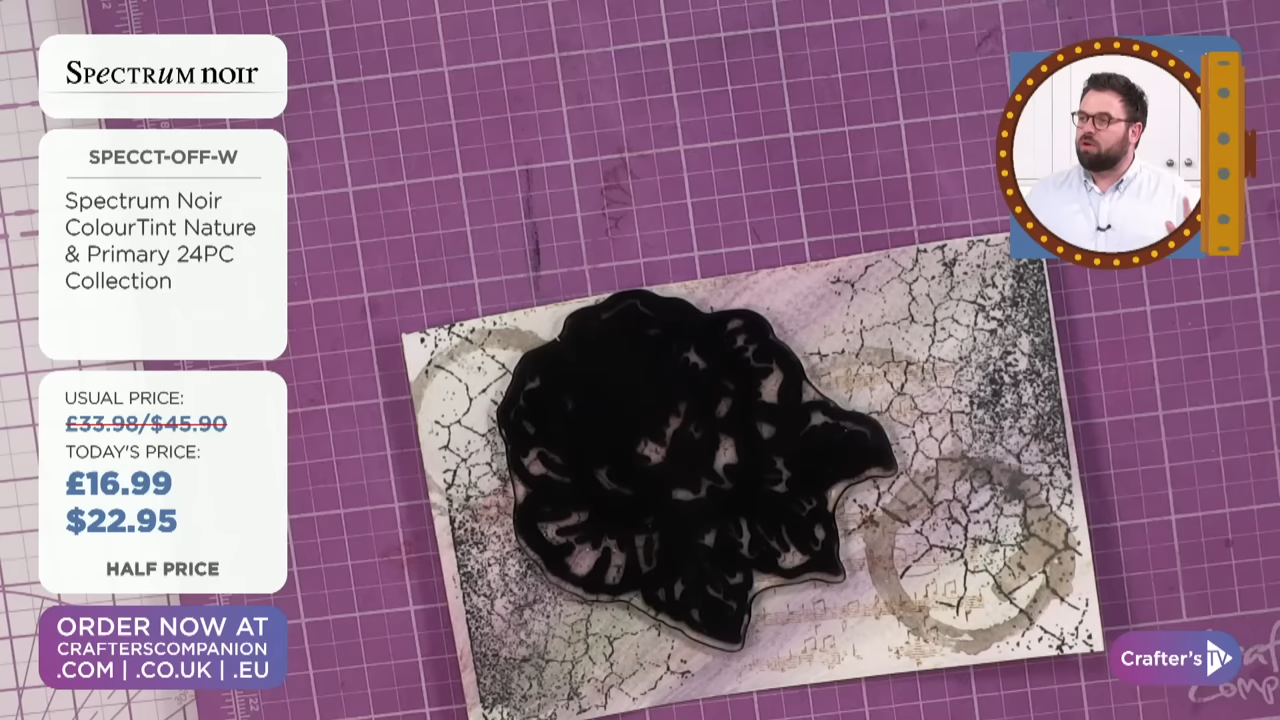 SPECTRUM NOIR
SPECCT-OFF-W
Spectrum Noir
ColourTint Nature
& Primary 24PC
Collection
USUAL PRICE:
£33.98/$45.90
TODAY'S PRICE:
£16.99
$22.95
HALF PRICE
ORDER NOW AT
CRAFTERSCOMPANION
.COM | .CO.UK | .EU
Crafter's TV
22